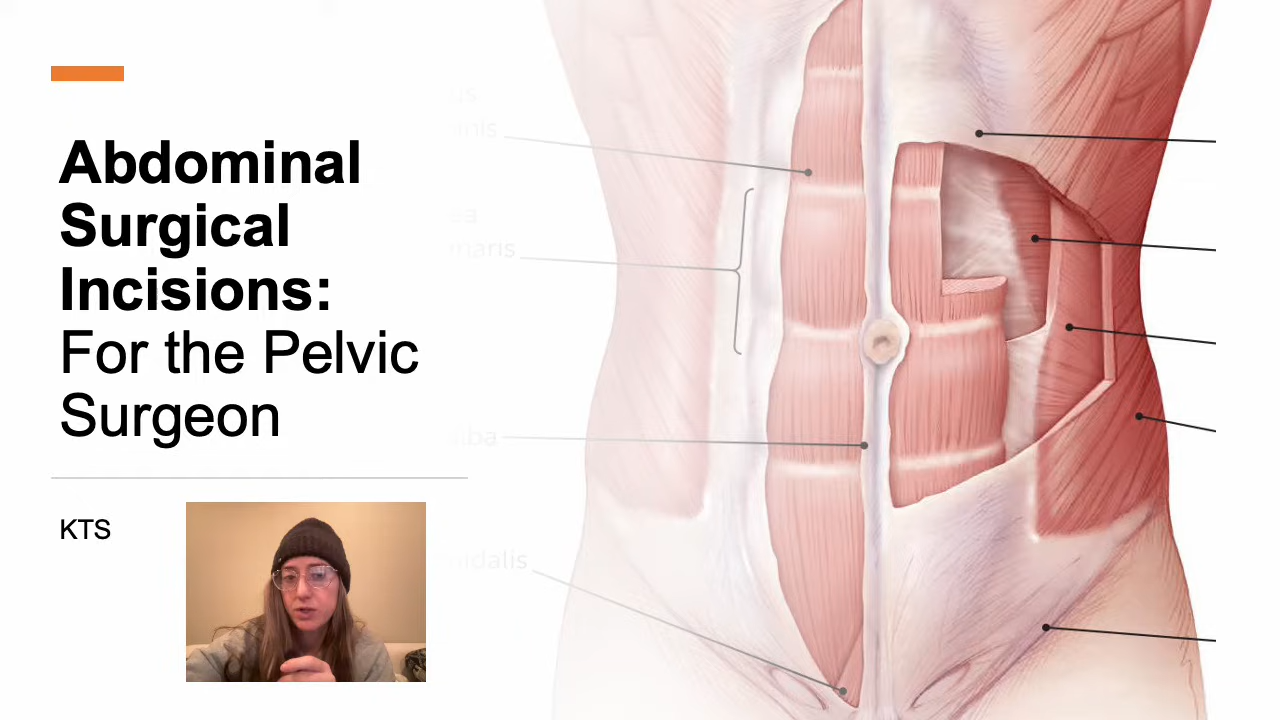 Abdominal
Surgical
Incisions:
For the Pelvic
Surgeon
KTS